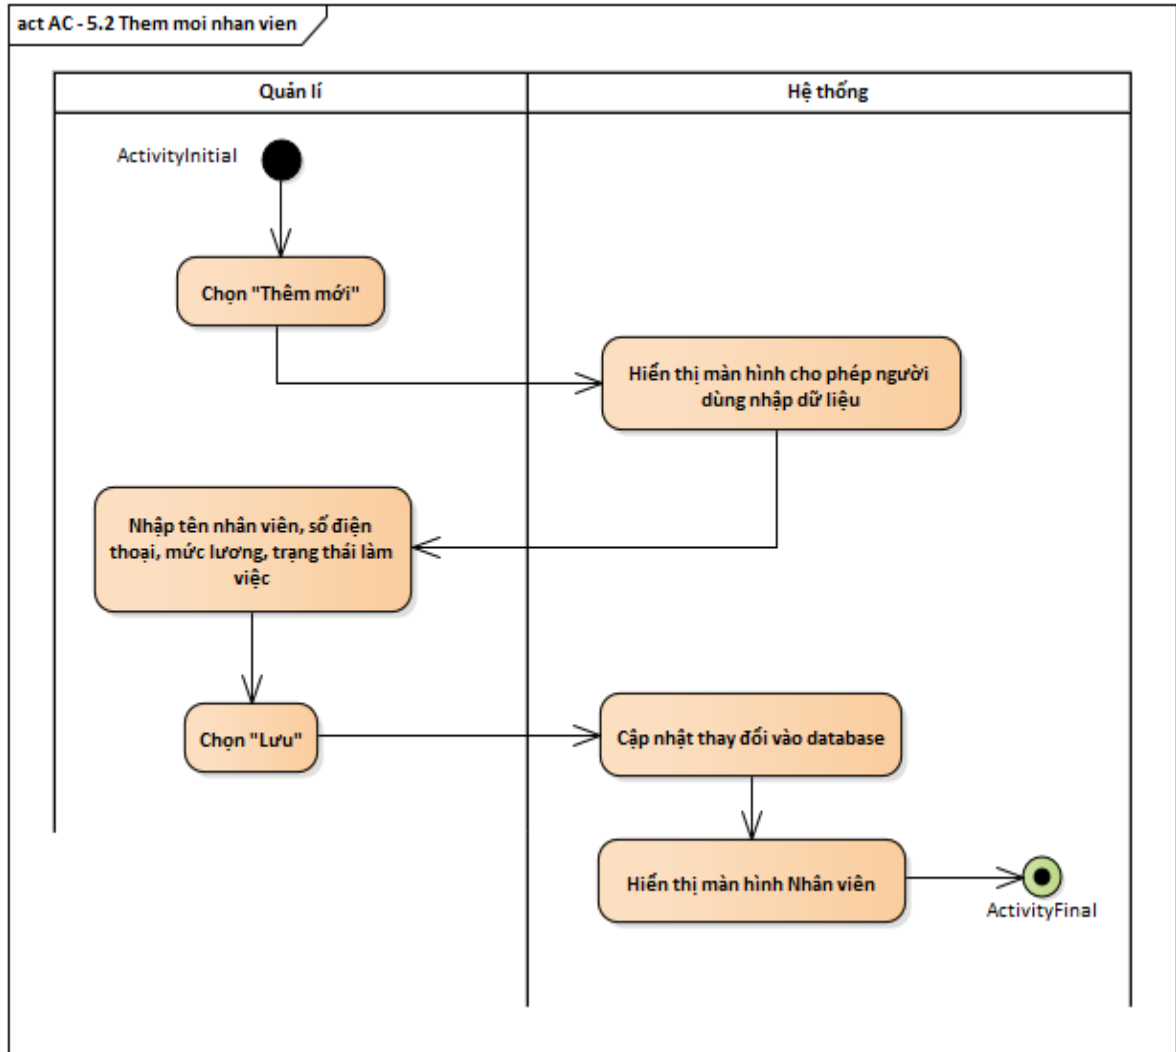 act AC - 5.2 Them moi nhan vien
Quản lí
Hệ thống
ActivityInitial
Chọn "Thêm mới"
Hiển thị màn hình cho phép người
dùng nhập dữ liệu
Nhập tên nhân viên, số điện
thoại, mức lương, trạng thái làm
việc
Chọn "Lưu"
Cập nhật thay đổi vào database
Hiển thị màn hình Nhân viên
ActivityFinal